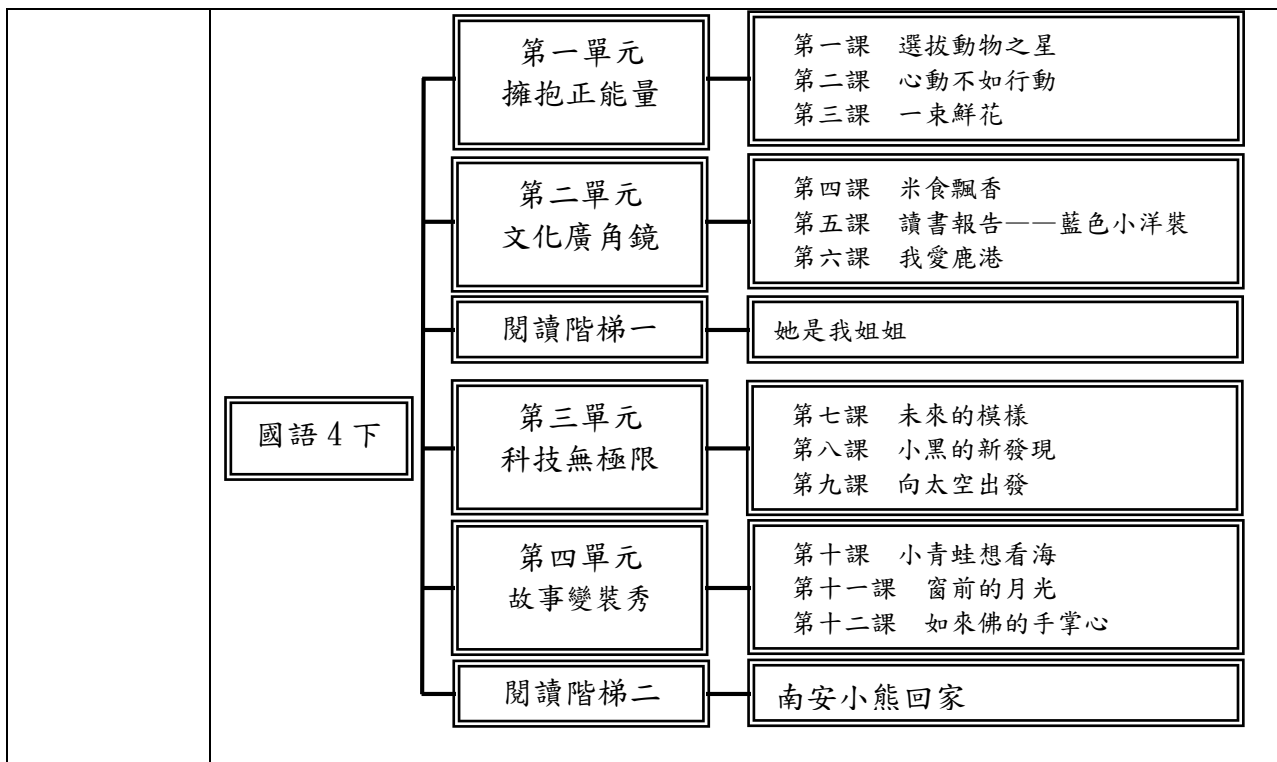 國語4下
第一單元
擁抱正能量
第一課　選拔動物之星
第二課　心動不如行動
第三課　一束鮮花
第二單元
文化廣角鏡
第四課　米食飄香
第五課　讀書報告——藍色小洋裝
第六課　我愛鹿港
閱讀階梯一
她是我姐姐
第三單元
科技無極限
第七課　未來的模樣
第八課　小黑的新發現
第九課　向太空出發
第四單元
故事變裝秀
第十課　小青蛙想看海
第十一課　窗前的月光
第十二課　如來佛的手掌心
閱讀階梯二
南安小熊回家